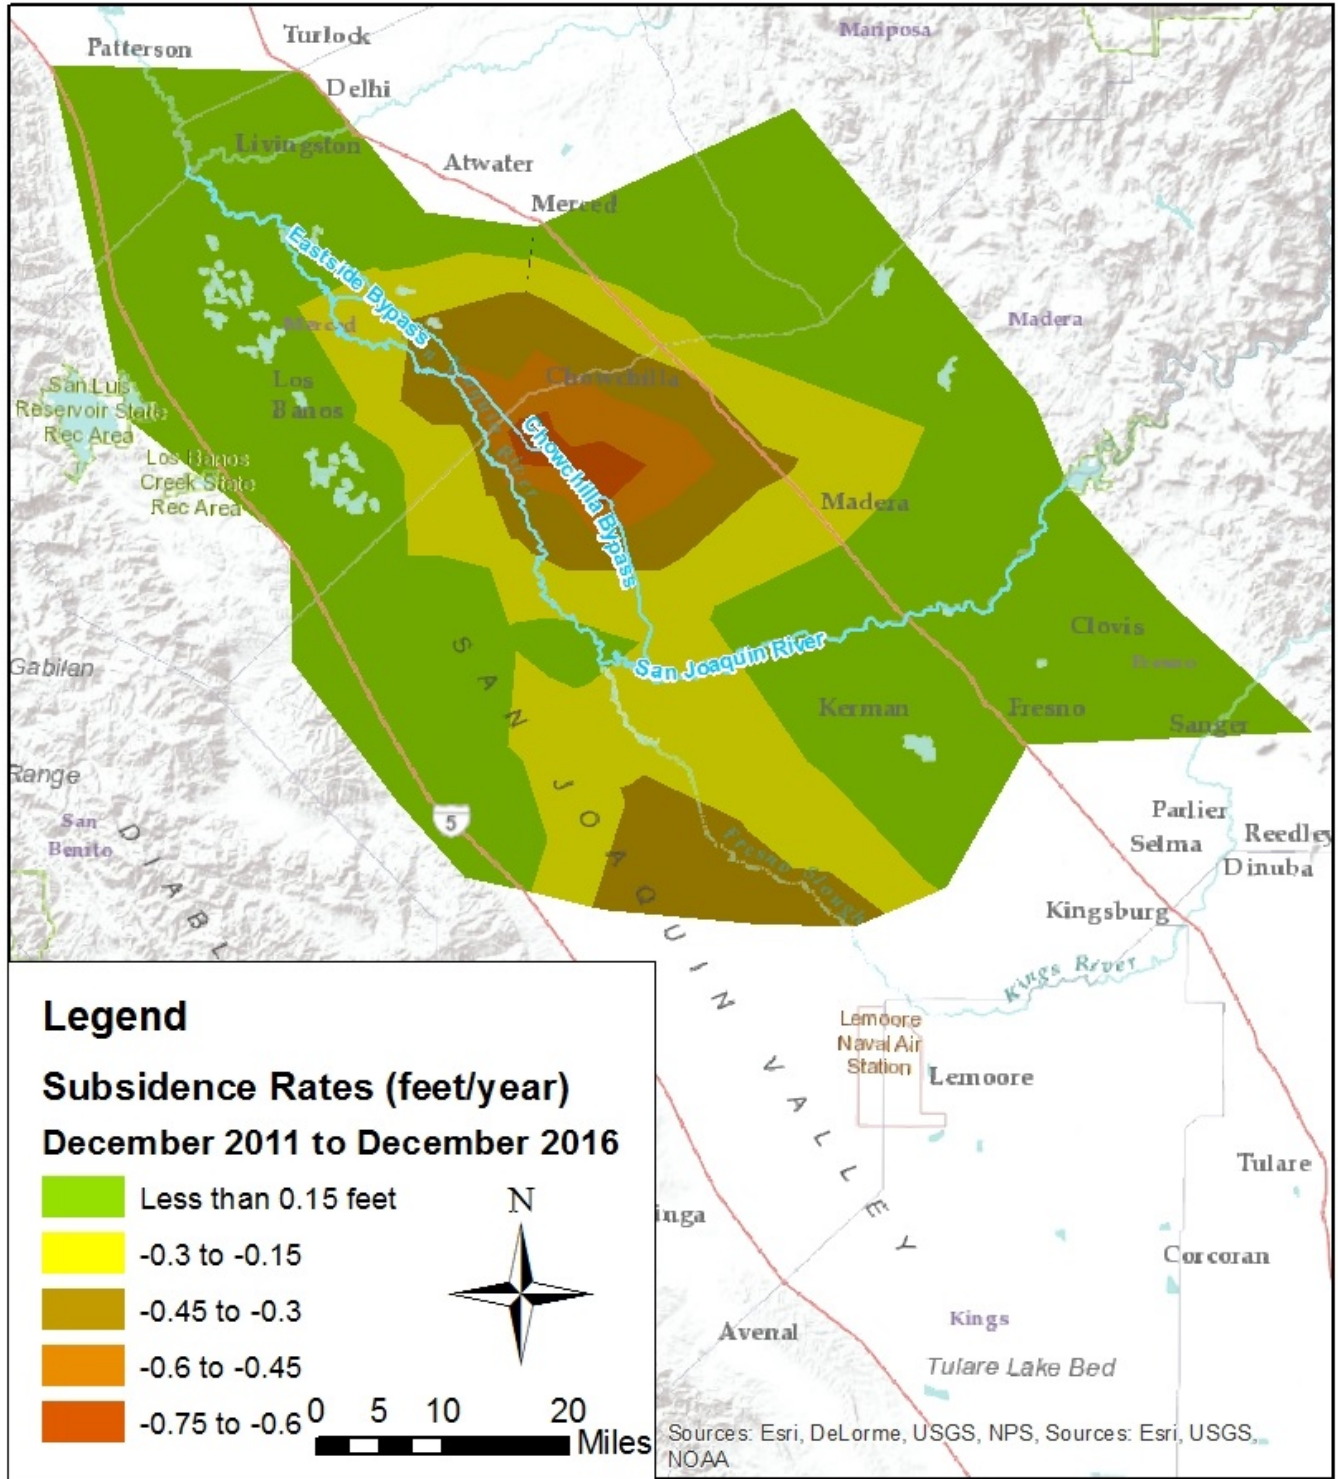 Mariposa
Turlock
Patterson
Delhi
Livingston
Atwater
Merced
Eastside Bypass
Merced
Madera
San Luis
Reservoir State
Rec Area
Los
Banos
Chowchilla
San Joaquin River
Los Banos
Creek State
Rec Area
Chowchilla Bypass
Madera
Clovis
Fresno
San Joaquin River
Gabilan
Range
Kerman
Fresno
Sanger
5
San
Benito
DIABL
Parlier
Selma
Reedley
Dinuba
Fresno Slough
Kingsburg
Kings River
SAN JOAQUIN VALLEY
Lemoore
Naval Air
Station
Lemoore
Tulare
inga
Corcoran
Kings
Avenal
Tulare Lake Bed
Legend
Subsidence Rates (feet/year)
December 2011 to December 2016
Less than 0.15 feet
-0.3 to -0.15
-0.45 to -0.3
-0.6 to -0.45
-0.75 to -0.6
N
0 5 10 20
Miles
Sources: Esri, DeLorme, USGS, NPS, Sources: Esri, USGS,
NOAA